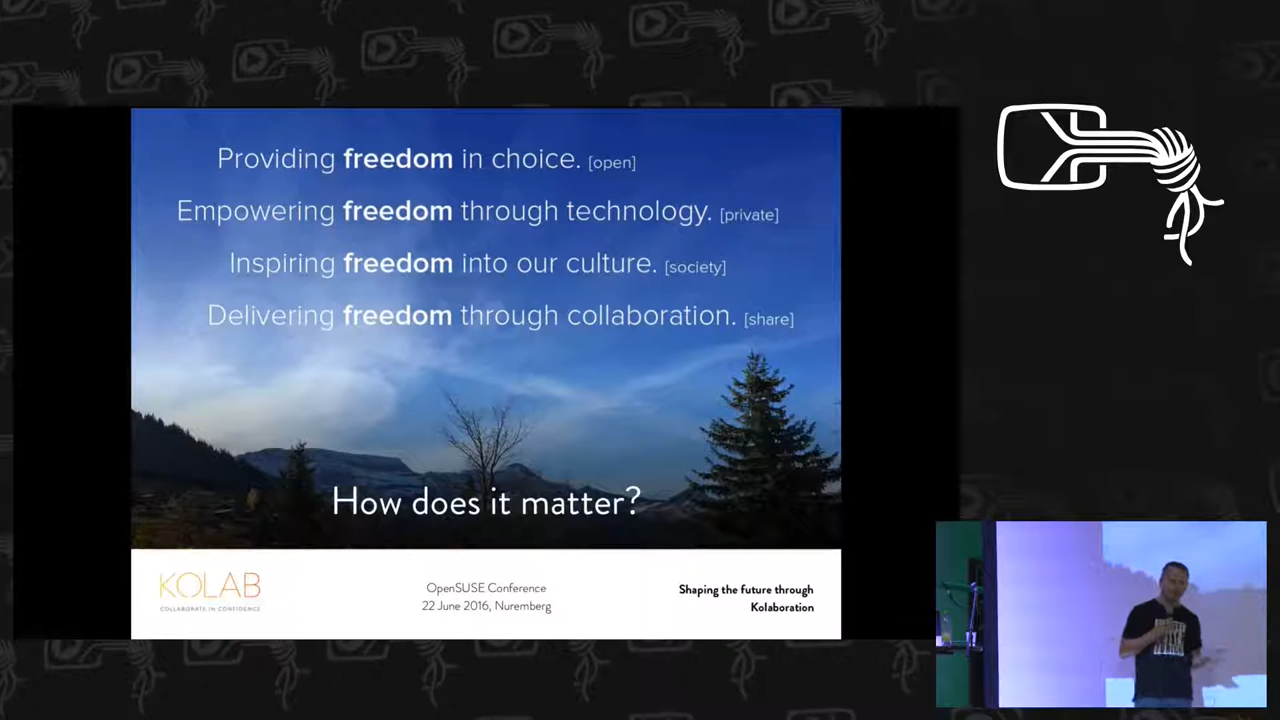 Providing freedom in choice. [open]
Empowering freedom through technology. [private]
Inspiring freedom into our culture. [society]
Delivering freedom through collaboration. [share]
How does it matter?
KOLAB
COLLABORATE IN CONFIDENCE
OpenSUSE Conference
22 June 2016, Nuremberg
Shaping the future through
Kolaboration